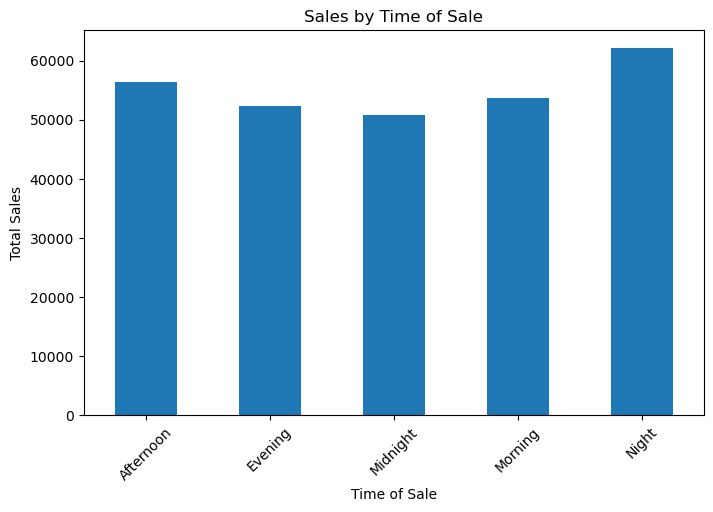 Sales by Time of Sale
Total Sales
60000
50000
40000
30000
20000
10000
0
Afternoon
Evening
Midnight
Morning
Night
Time of Sale